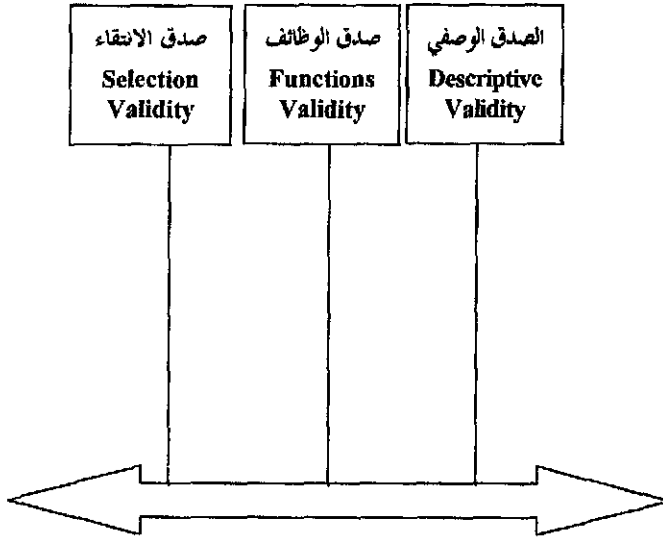 صدق الانتقاء
Selection
Validity
صدق الوظائف
Functions
Validity
الصدق الوصفي
Descriptive
Validity